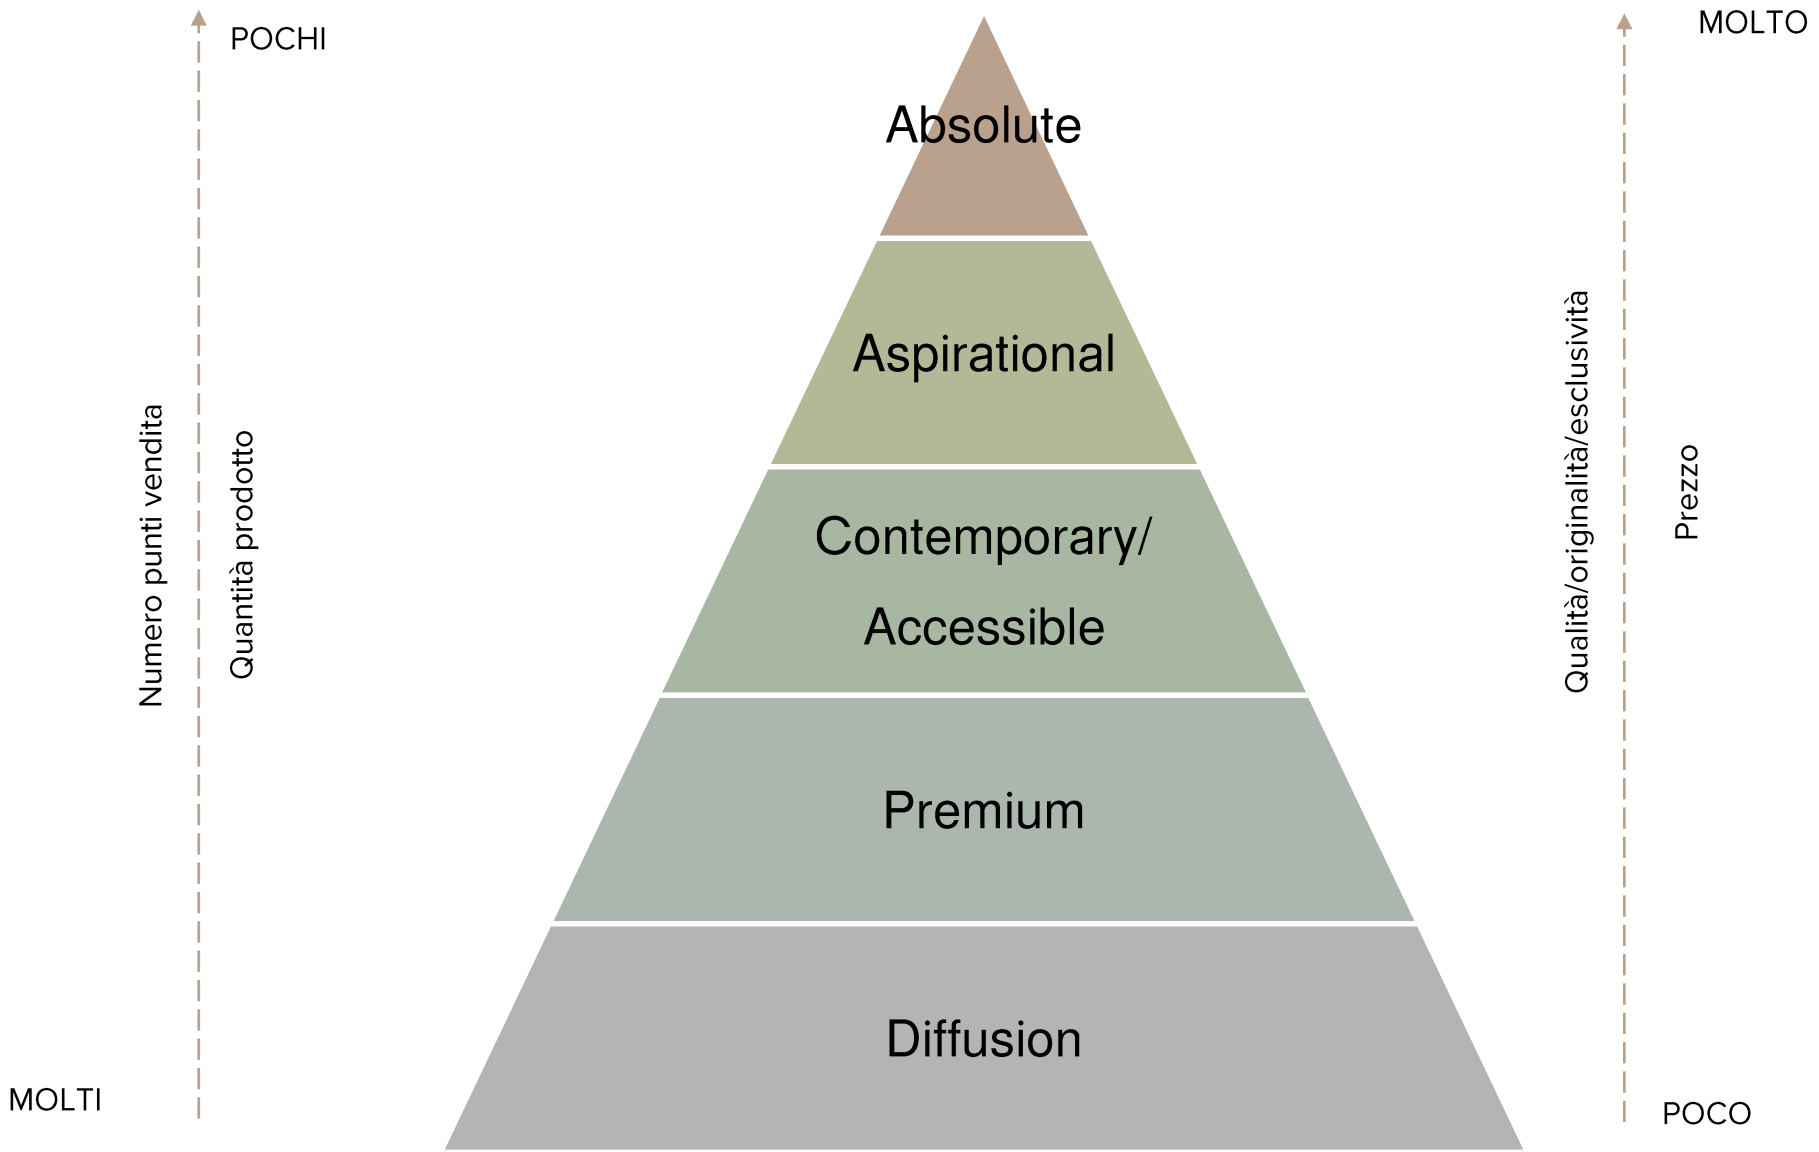 POCHI
MOLTO
Absolute
Aspirational
Contemporary/
Accessible
Premium
Diffusion
Numero punti vendita
Quantità prodotto
Qualità/originalità/esclusività
Prezzo
MOLTI
POCO